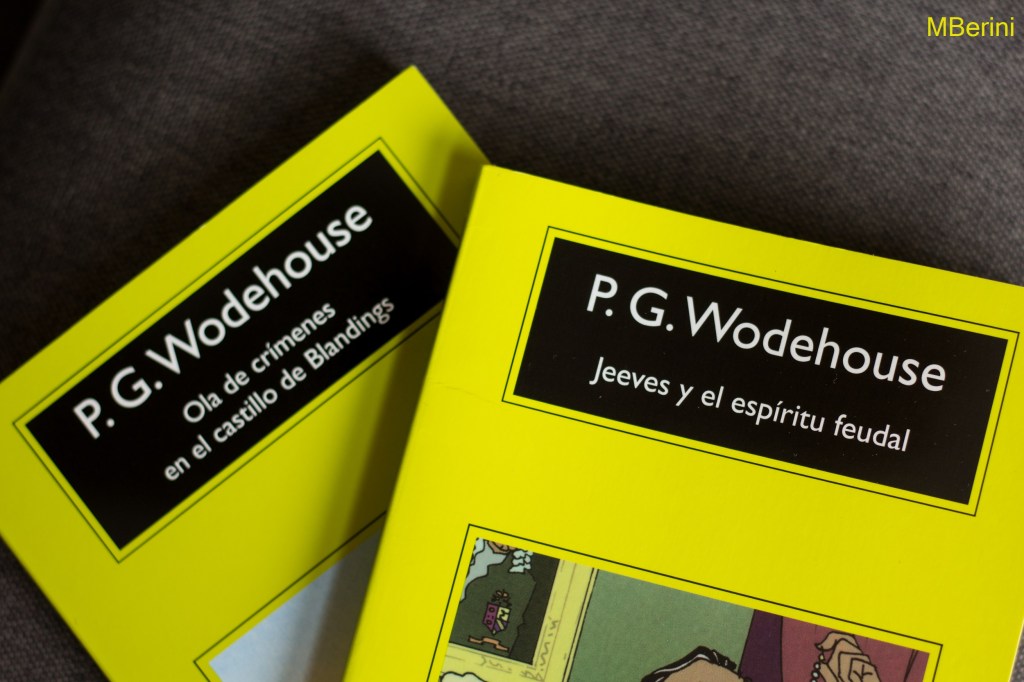 MBerini
P. G. Wodehouse
Ola de crímenes
en el castillo de Blandings
P. G. Wodehouse
Jeeves y el espíritu feudal